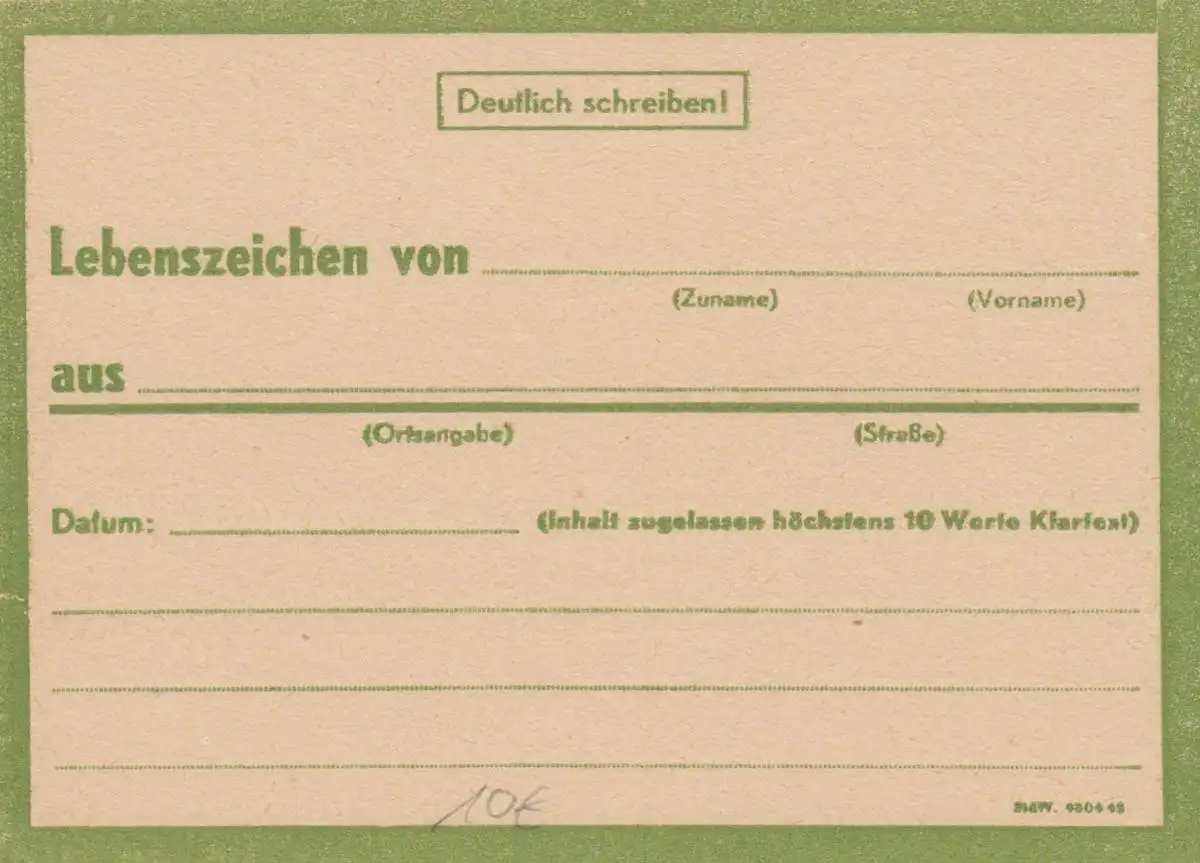 Deutlich schreiben!
Lebenszeichen von
(Zuname) (Vorname)
aus
(Ortsangabe) (Straße)
Datum: (Inhalt zugelassen höchstens 10 Worte Klartext)
10€